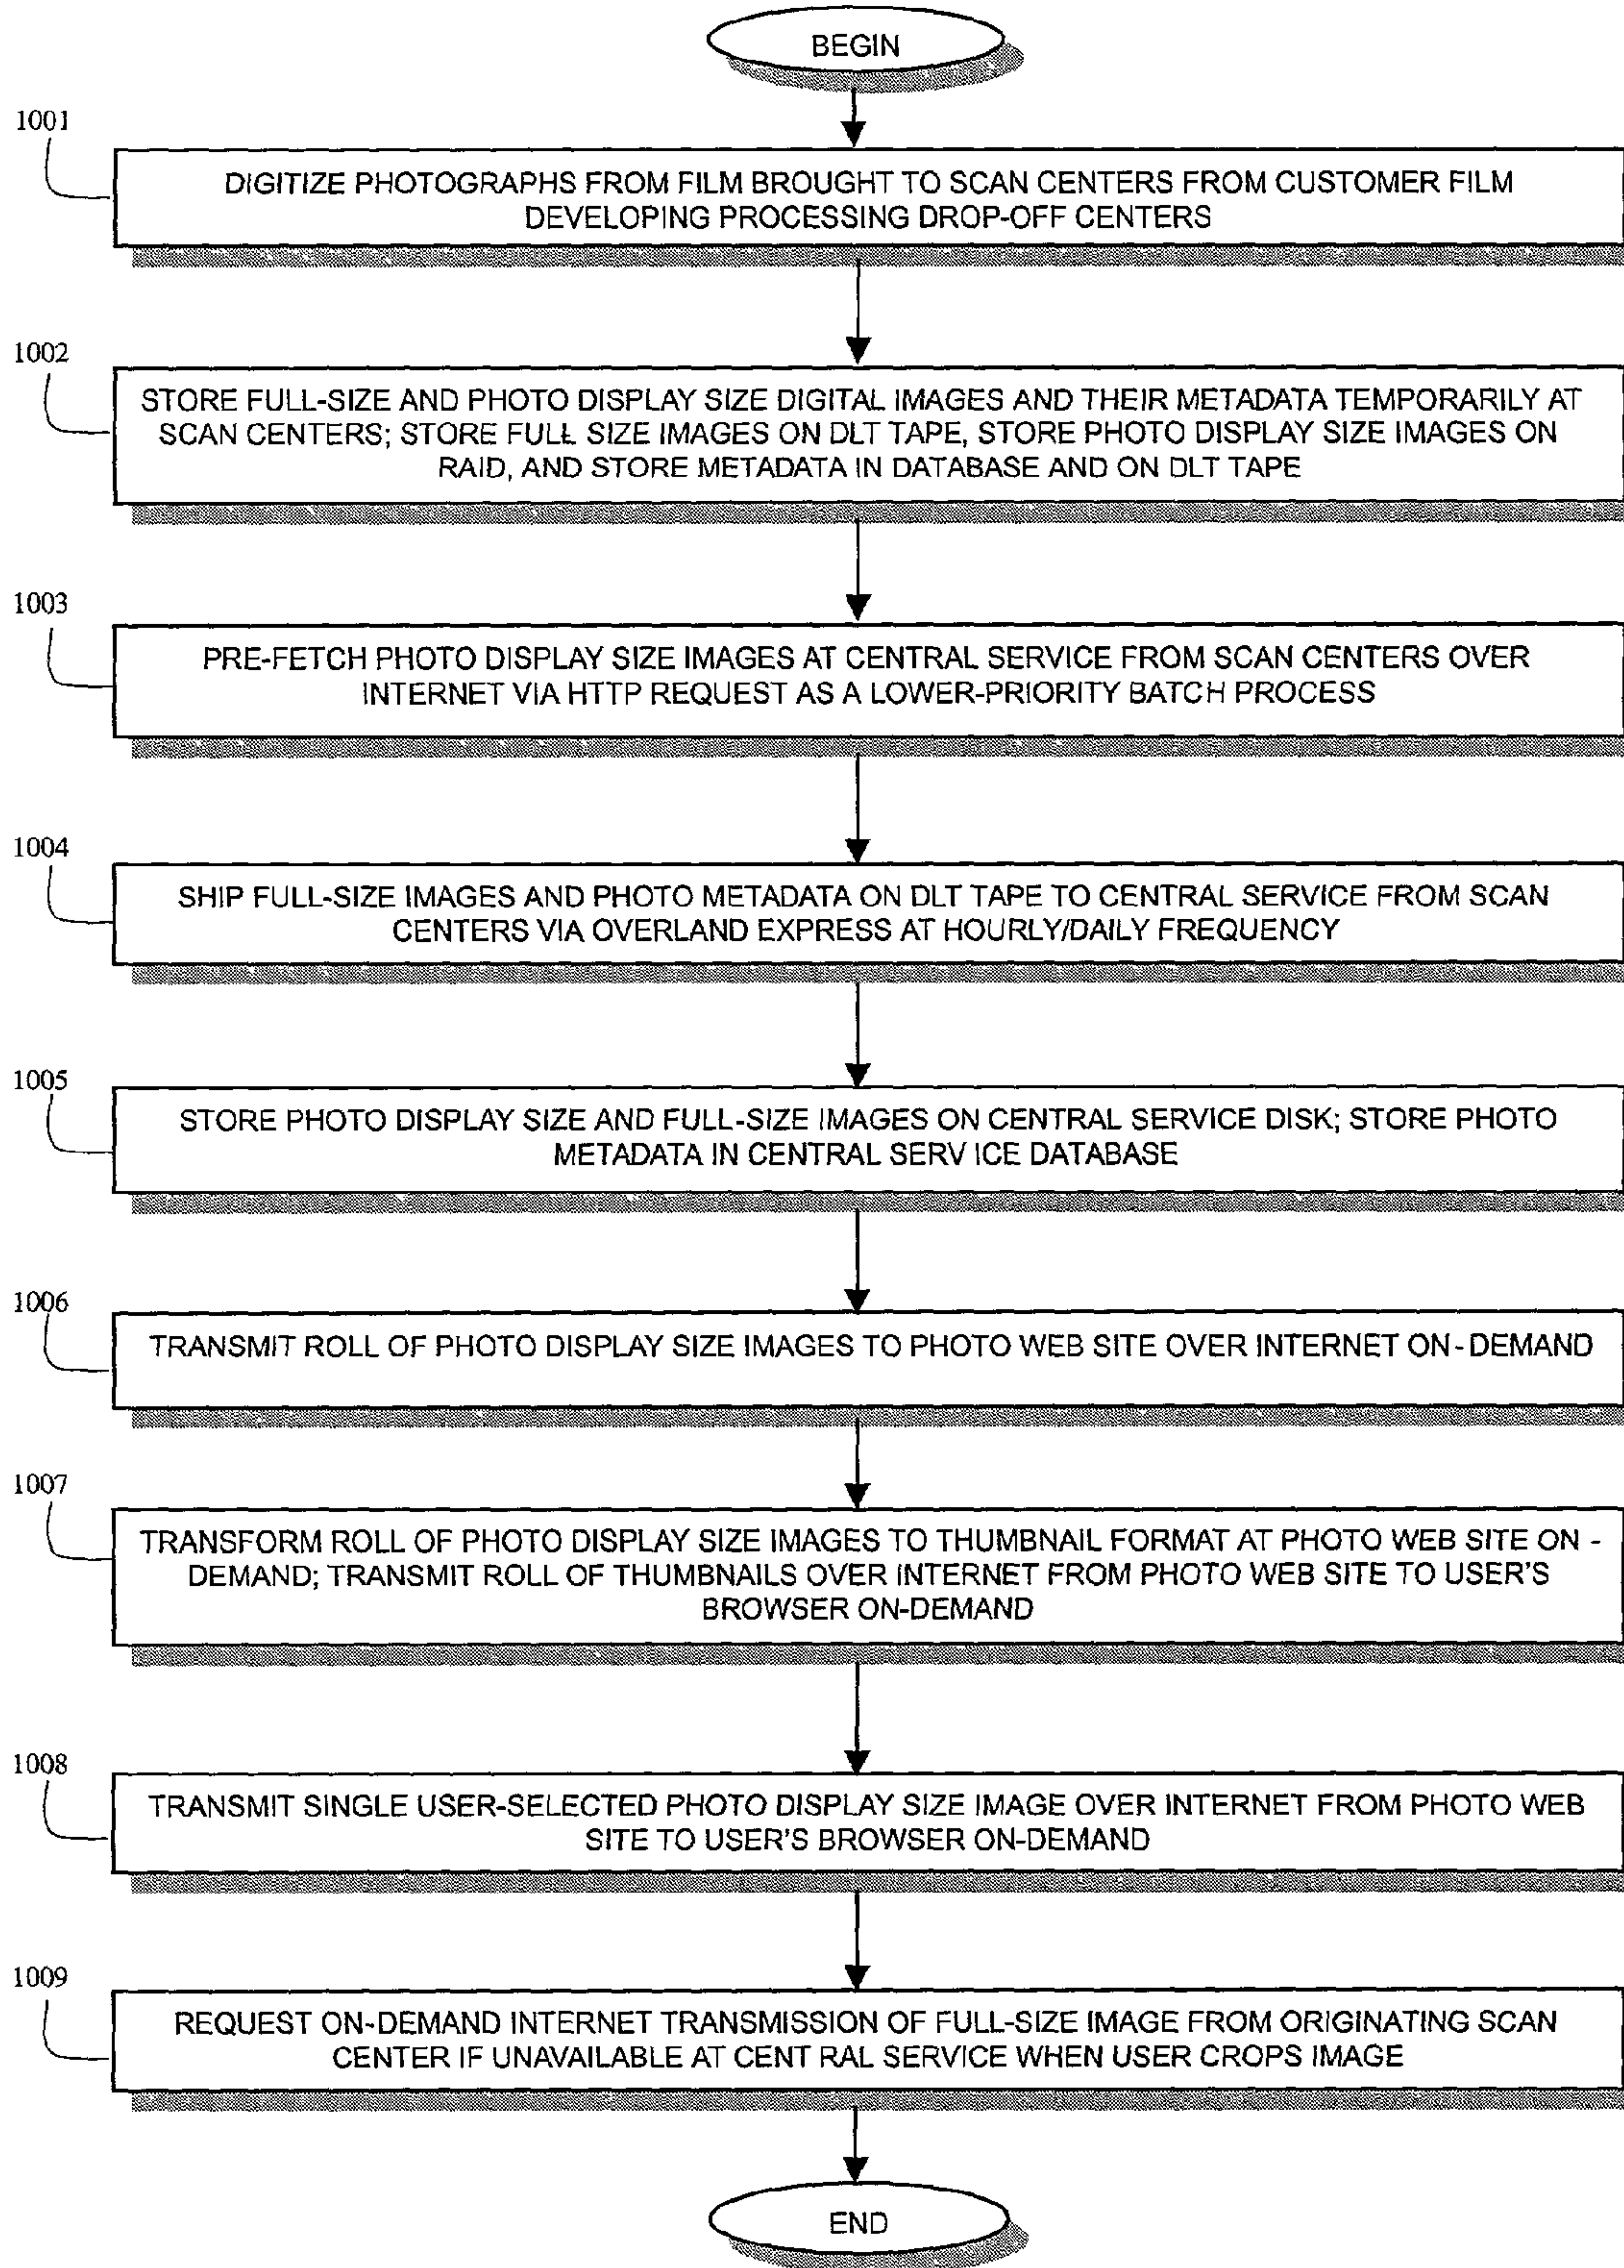 BEGIN
1001
DIGITIZE PHOTOGRAPHS FROM FILM BROUGHT TO SCAN CENTERS FROM CUSTOMER FILM
DEVELOPING PROCESSING DROP-OFF CENTERS
1002
STORE FULL-SIZE AND PHOTO DISPLAY SIZE DIGITAL IMAGES AND THEIR METADATA TEMPORARILY AT
SCAN CENTERS; STORE FULL SIZE IMAGES ON DLT TAPE, STORE PHOTO DISPLAY SIZE IMAGES ON
RAID, AND STORE METADATA IN DATABASE AND ON DLT TAPE
1003
PRE-FETCH PHOTO DISPLAY SIZE IMAGES AT CENTRAL SERVICE FROM SCAN CENTERS OVER
INTERNET VIA HTTP REQUEST AS A LOWER-PRIORITY BATCH PROCESS
1004
SHIP FULL-SIZE IMAGES AND PHOTO METADATA ON DLT TAPE TO CENTRAL SERVICE FROM SCAN
CENTERS VIA OVERLAND EXPRESS AT HOURLY/DAILY FREQUENCY
1005
STORE PHOTO DISPLAY SIZE AND FULL-SIZE IMAGES ON CENTRAL SERVICE DISK; STORE PHOTO
METADATA IN CENTRAL SERV ICE DATABASE
1006
TRANSMIT ROLL OF PHOTO DISPLAY SIZE IMAGES TO PHOTO WEB SITE OVER INTERNET ON-DEMAND
1007
TRANSFORM ROLL OF PHOTO DISPLAY SIZE IMAGES TO THUMBNAIL FORMAT AT PHOTO WEB SITE ON -
DEMAND; TRANSMIT ROLL OF THUMBNAILS OVER INTERNET FROM PHOTO WEB SITE TO USER'S
BROWSER ON-DEMAND
1008
TRANSMIT SINGLE USER-SELECTED PHOTO DISPLAY SIZE IMAGE OVER INTERNET FROM PHOTO WEB
SITE TO USER'S BROWSER ON-DEMAND
1009
REQUEST ON-DEMAND INTERNET TRANSMISSION OF FULL-SIZE IMAGE FROM ORIGINATING SCAN
CENTER IF UNAVAILABLE AT CENT RAL SERVICE WHEN USER CROPS IMAGE
END